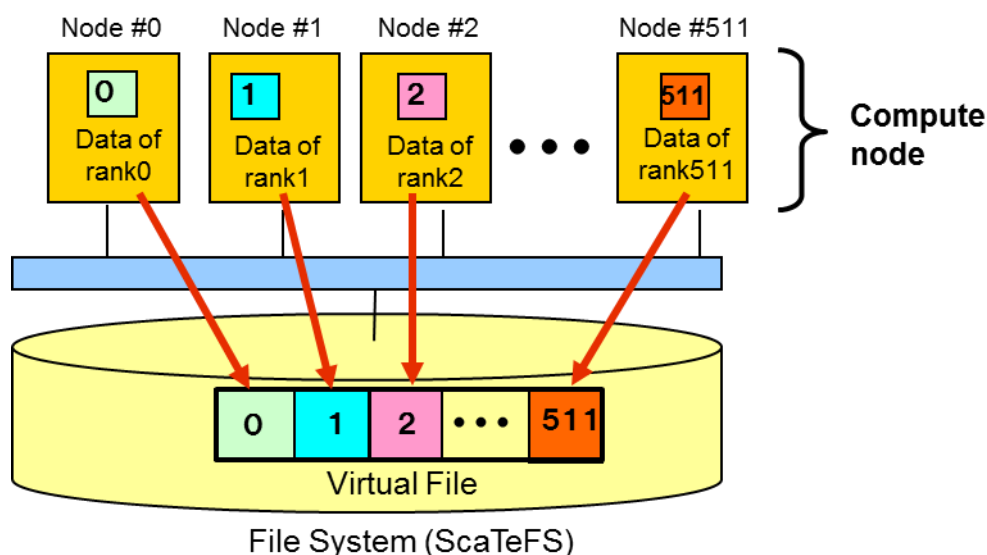 Node #0
Node #1
Node #2
Node #511
0
Data of
rank0
1
Data of
rank1
2
Data of
rank2
•••
511
Data of
rank511
Compute
node
0
1
2
•••
511
Virtual File
File System (ScaTeFS)